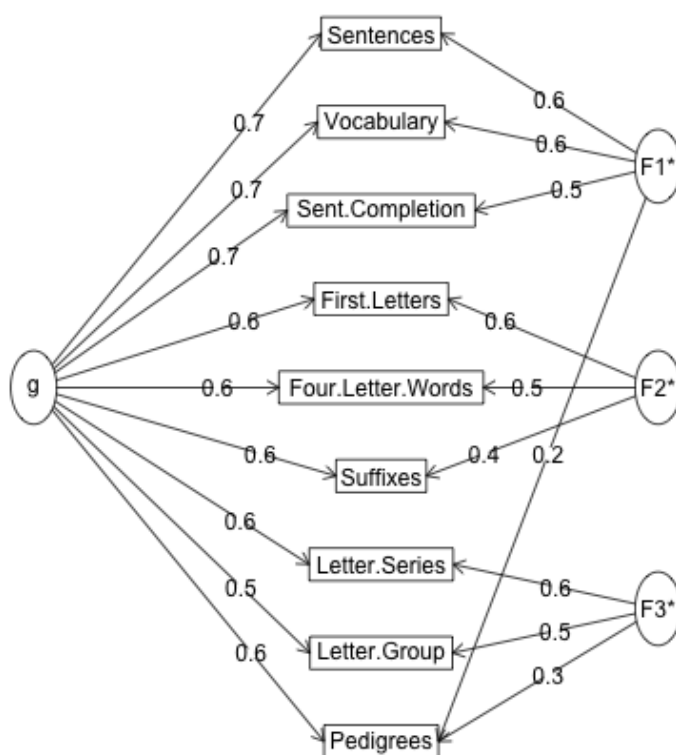 Sentences
0.6
0.7
Vocabulary
0.6
F1*
0.7
Sent.Completion
0.5
0.7
First.Letters
0.6
0.6
g
0.6
Four.Letter.Words
0.5
F2*
0.6
Suffixes
0.4
0.2
0.6
Letter.Series
0.6
F3*
0.5
Letter.Group
0.5
0.6
0.3
Pedigrees